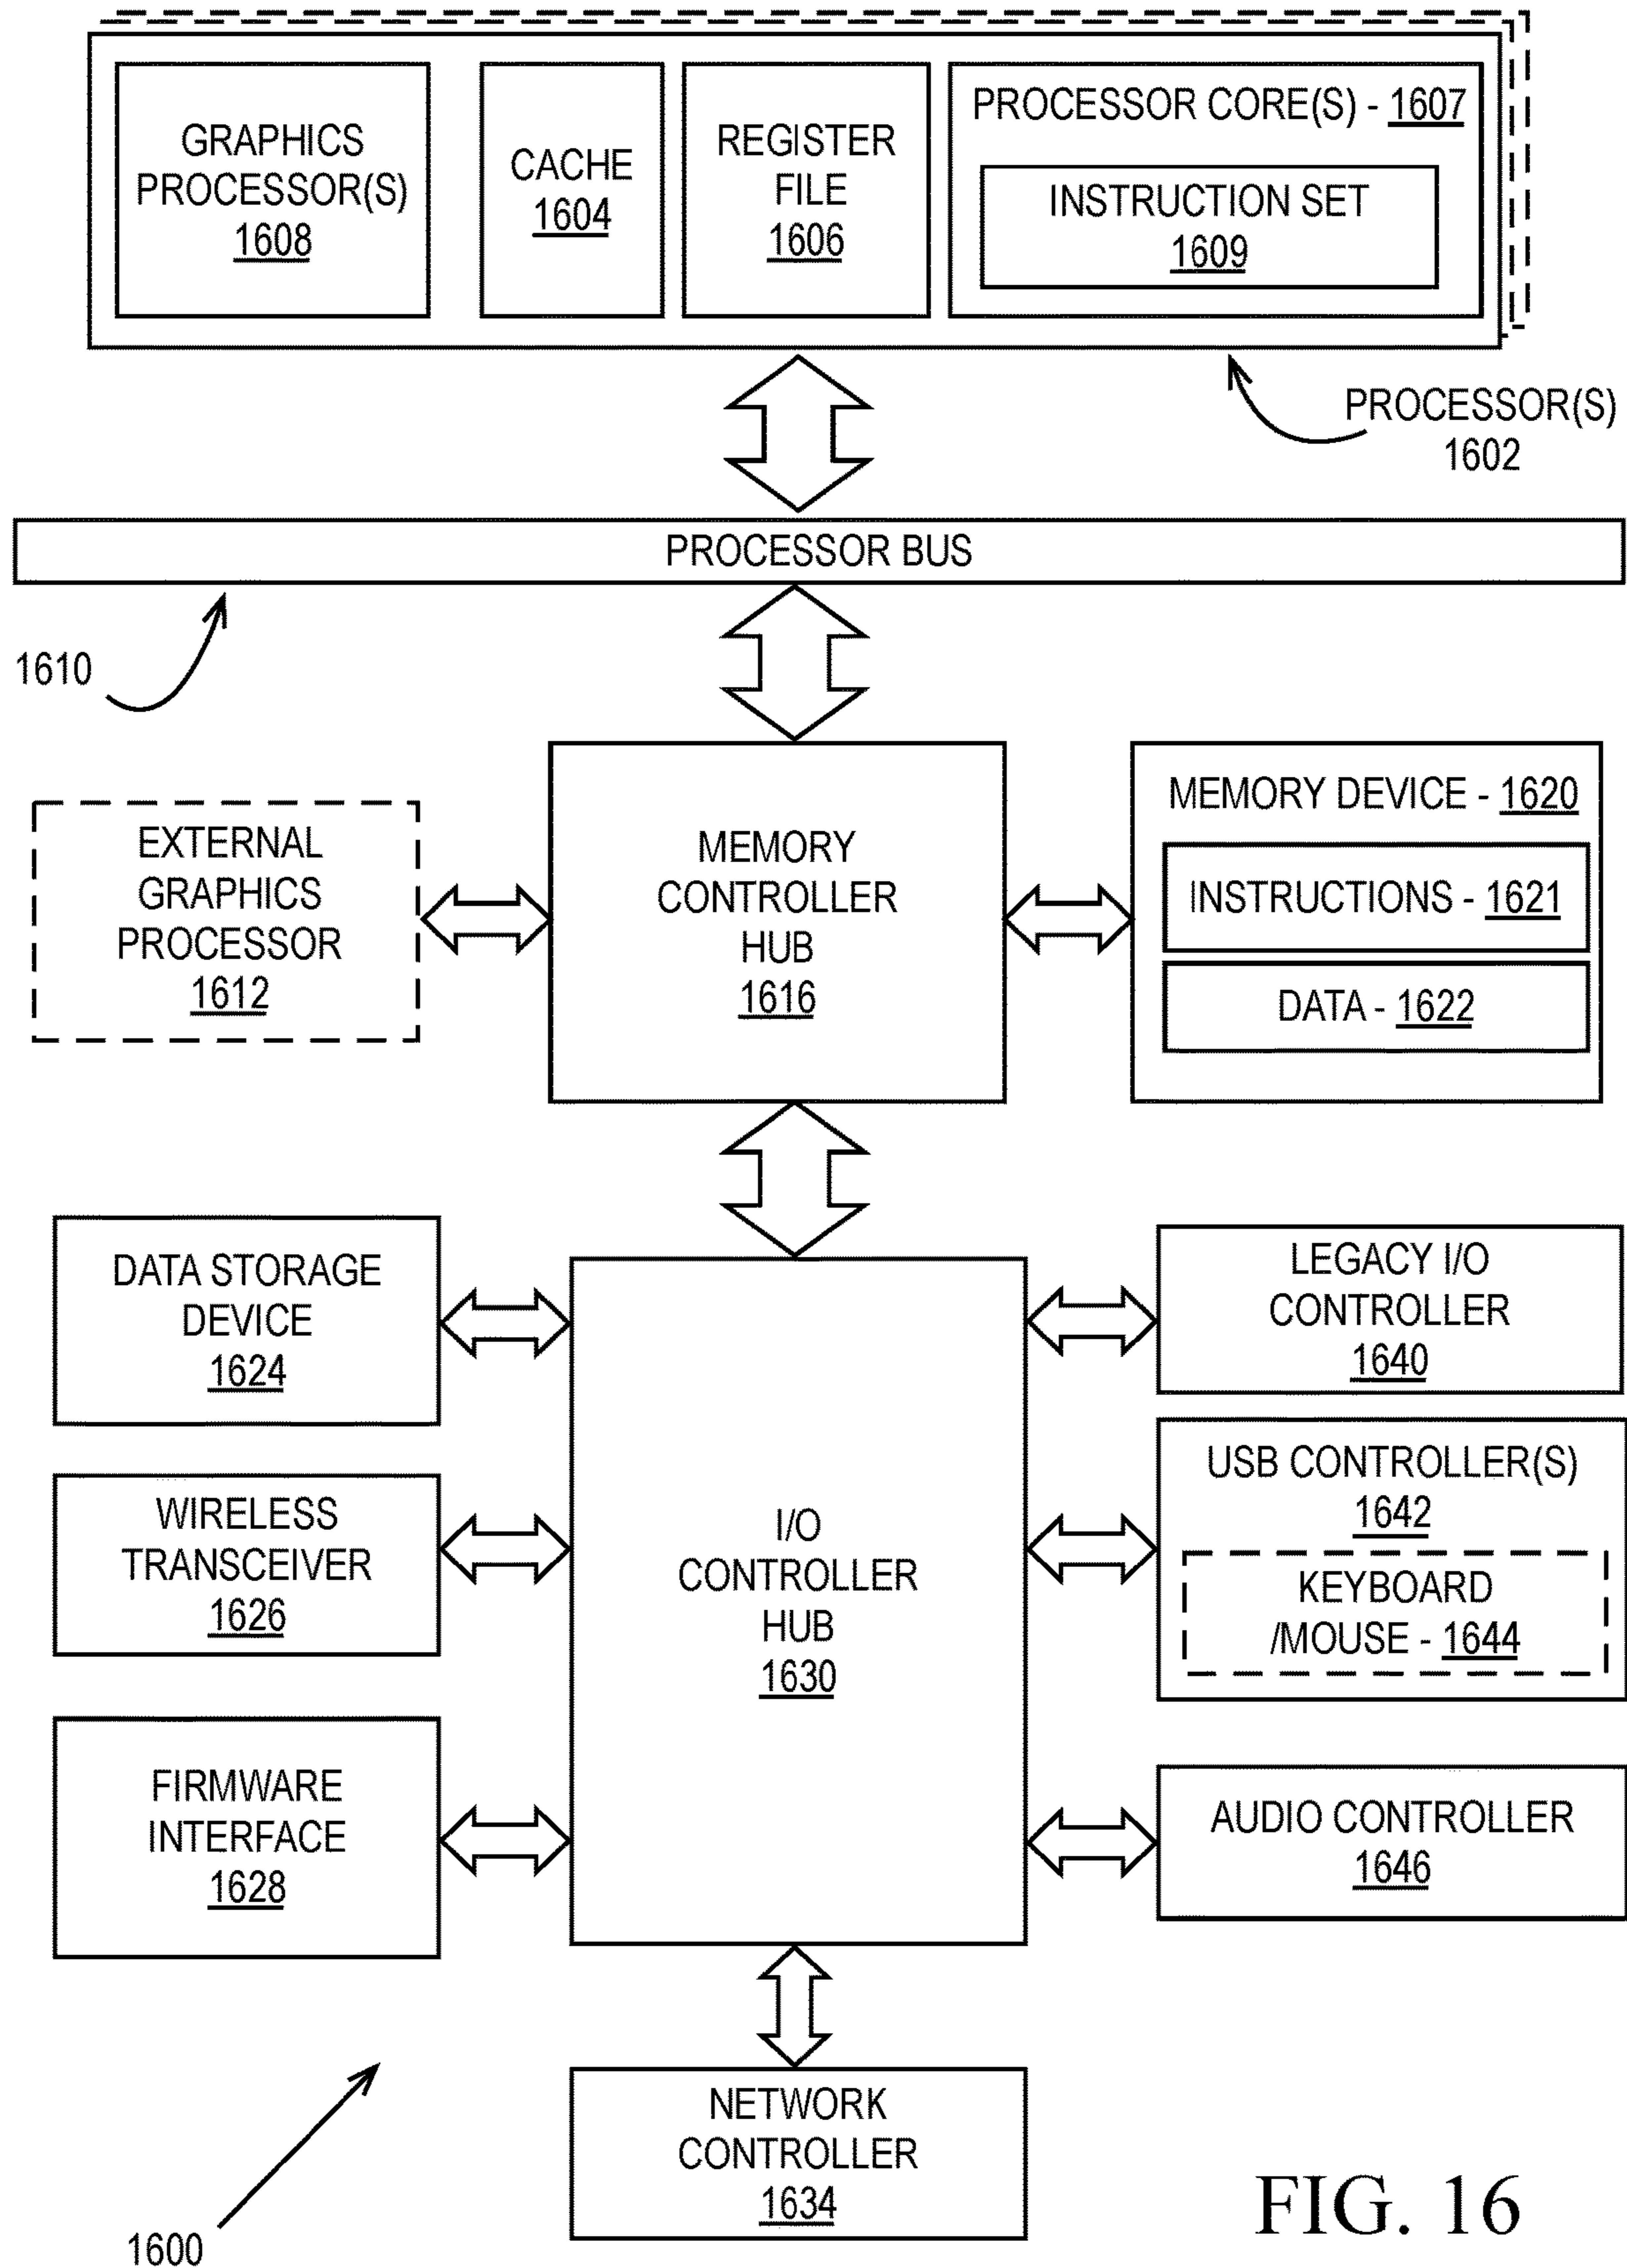 GRAPHICS
PROCESSOR(S)
1608
CACHE
1604
REGISTER
FILE
1606
PROCESSOR CORE(S) - 1607
INSTRUCTION SET
1609
PROCESSOR(S)
1602
PROCESSOR BUS
1610
EXTERNAL
GRAPHICS
PROCESSOR
1612
MEMORY
CONTROLLER
HUB
1616
MEMORY DEVICE - 1620
INSTRUCTIONS - 1621
DATA - 1622
DATA STORAGE
DEVICE
1624
WIRELESS
TRANSCEIVER
1626
FIRMWARE
INTERFACE
1628
I/O
CONTROLLER
HUB
1630
LEGACY I/O
CONTROLLER
1640
USB CONTROLLER(S)
1642
KEYBOARD
/MOUSE - 1644
AUDIO CONTROLLER
1646
NETWORK
CONTROLLER
1634
1600
FIG. 16